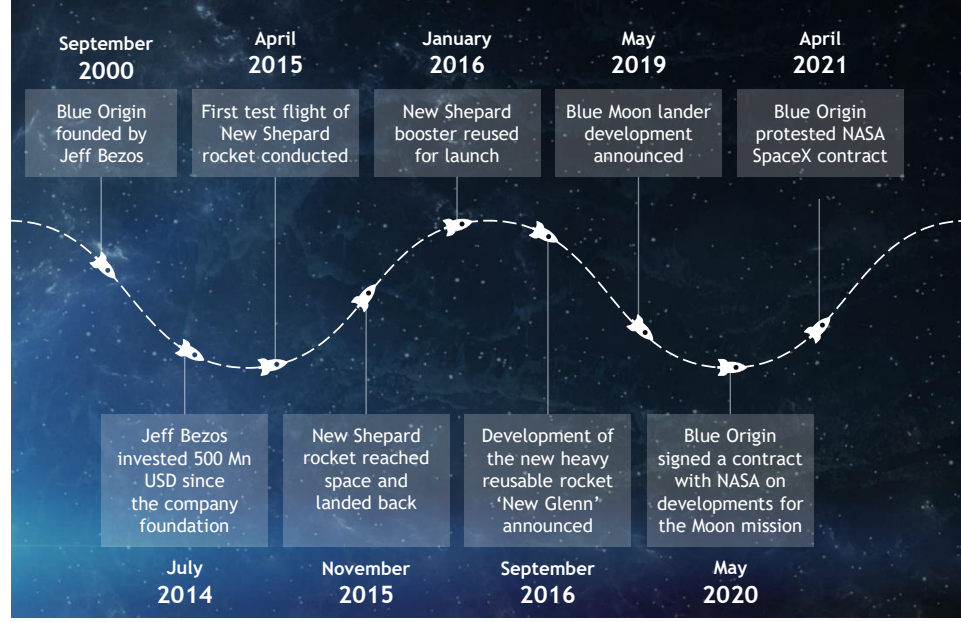 September
2000
Blue Origin
founded by
Jeff Bezos
April
2015
First test flight of
New Shepard
rocket conducted
January
2016
New Shepard
booster reused
for launch
May
2019
Blue Moon lander
development
announced
April
2021
Blue Origin
protested NASA
SpaceX contract
Jeff Bezos
invested 500 Mn
USD since
the company
foundation
July
2014
New Shepard
rocket reached
space and
landed back
November
2015
Development of
the new heavy
reusable rocket
‘New Glenn’
announced
September
2016
Blue Origin
signed a contract
with NASA on
developments for
the Moon mission
May
2020